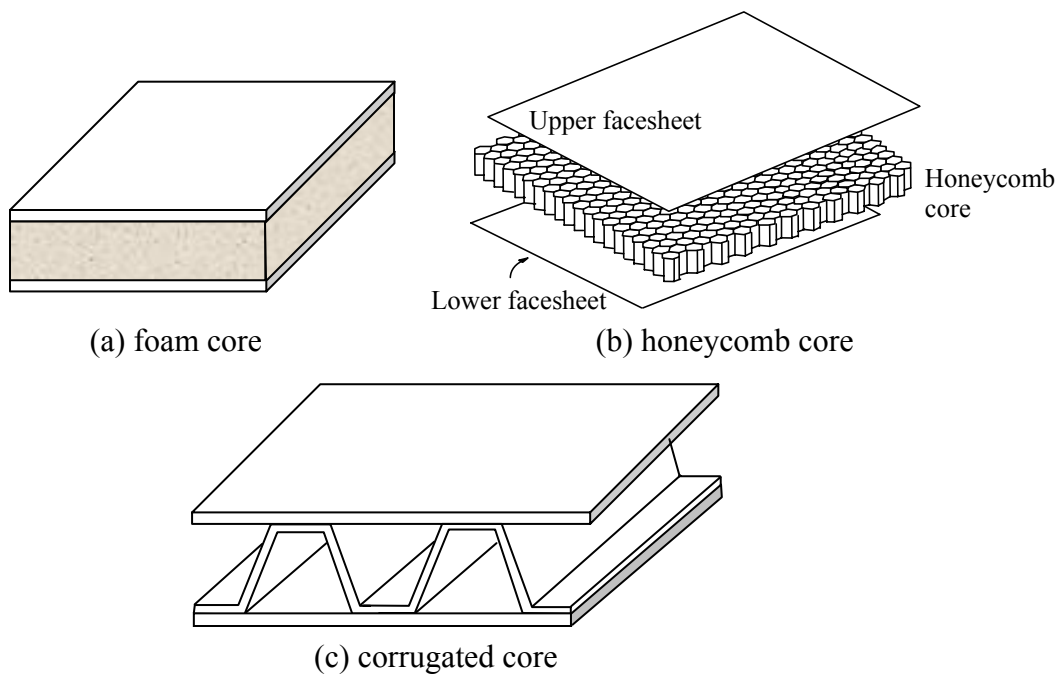 Upper facesheet
Honeycomb
core
Lower facesheet
(a) foam core
(b) honeycomb core
(c) corrugated core